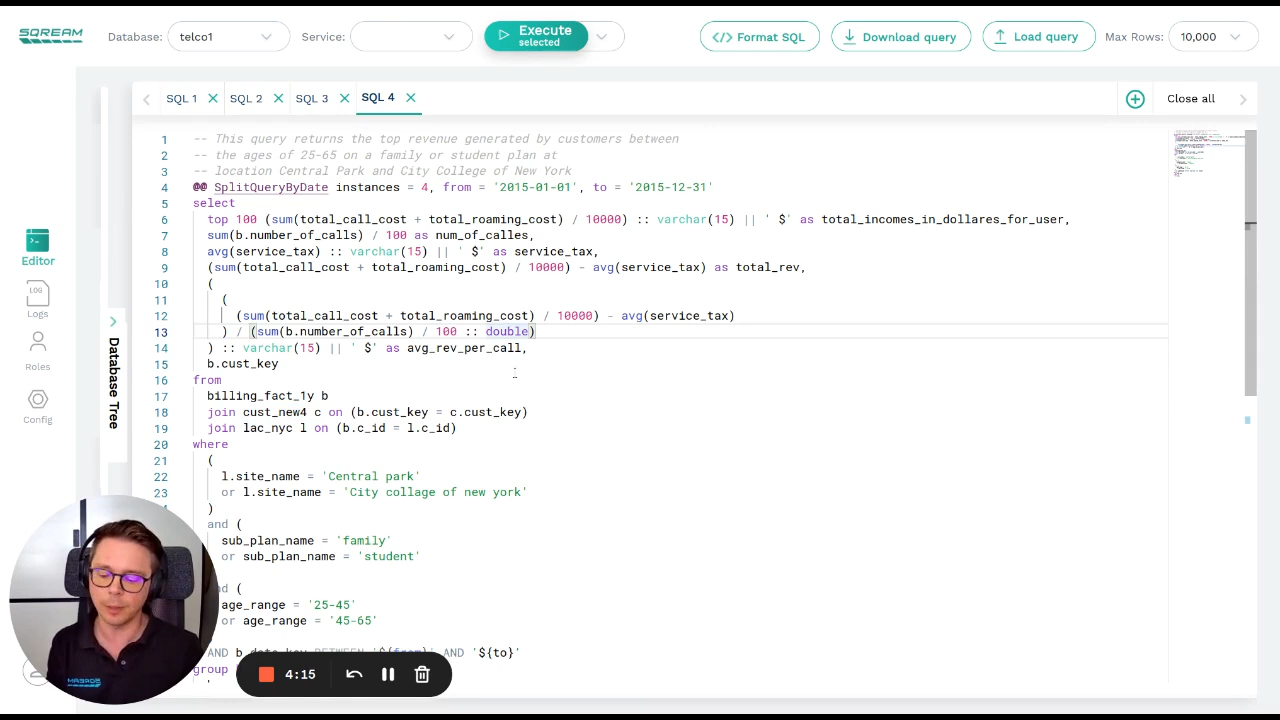 SQREAM
Database: telco1
Service:
Execute
selected
Format SQL
Download query
Load query
Max Rows: 10,000
SQL 1
SQL 2
SQL 3
SQL 4
Close all
Editor
LOG
Logs
Roles
Config
Database Tree
1 -- This query returns the top revenue generated by customers between
2 -- the ages of 25-65 on a family or student plan at
3 -- location Central Park and City College of New York
4 @@ SplitQueryByDate instances = 4, from = '2015-01-01', to = '2015-12-31'
5 select
6 top 100 (sum(total_call_cost + total_roaming_cost) / 10000) :: varchar(15) || ' $' as total_incomes_in_dollares_for_user,
7 sum(b.number_of_calls) / 100 as num_of_calles,
8 avg(service_tax) :: varchar(15) || ' $' as service_tax,
9 (sum(total_call_cost + total_roaming_cost) / 10000) - avg(service_tax) as total_rev,
10 (
11 (
12 (sum(total_call_cost + total_roaming_cost) / 10000) - avg(service_tax)
13 ) / (sum(b.number_of_calls) / 100 :: double)
14 ) :: varchar(15) || ' $' as avg_rev_per_call,
15 b.cust_key
16 from
17 billing_fact_1y b
18 join cust_new4 c on (b.cust_key = c.cust_key)
19 join lac_nyc l on (b.c_id = l.c_id)
20 where
21 (
22 l.site_name = 'Central park'
23 or l.site_name = 'City collage of new york'
)
and (
sub_plan_name = 'family'
or sub_plan_name = 'student'
age_range = '25-45'
or age_range = '45-65'
AND '${to}'
group
4:15